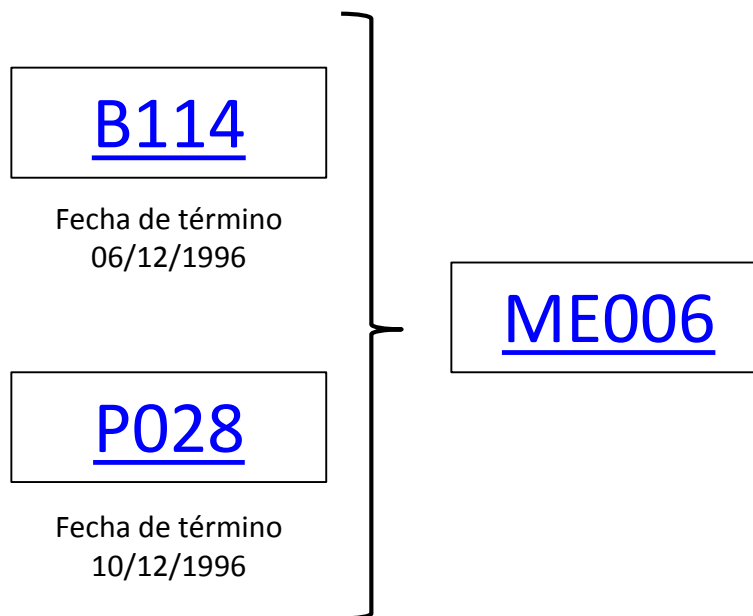 B114
Fecha de término
06/12/1996
ME006
P028
Fecha de término
10/12/1996